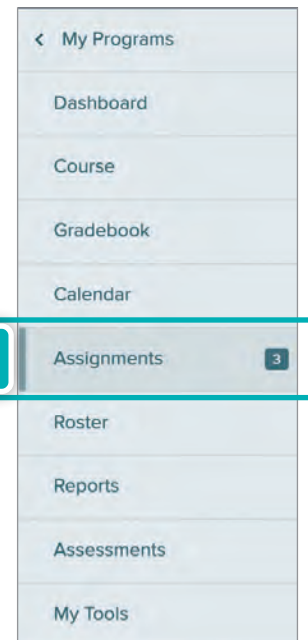 < My Programs
Dashboard
Course
Gradebook
Calendar
Assignments 3
Roster
Reports
Assessments
My Tools